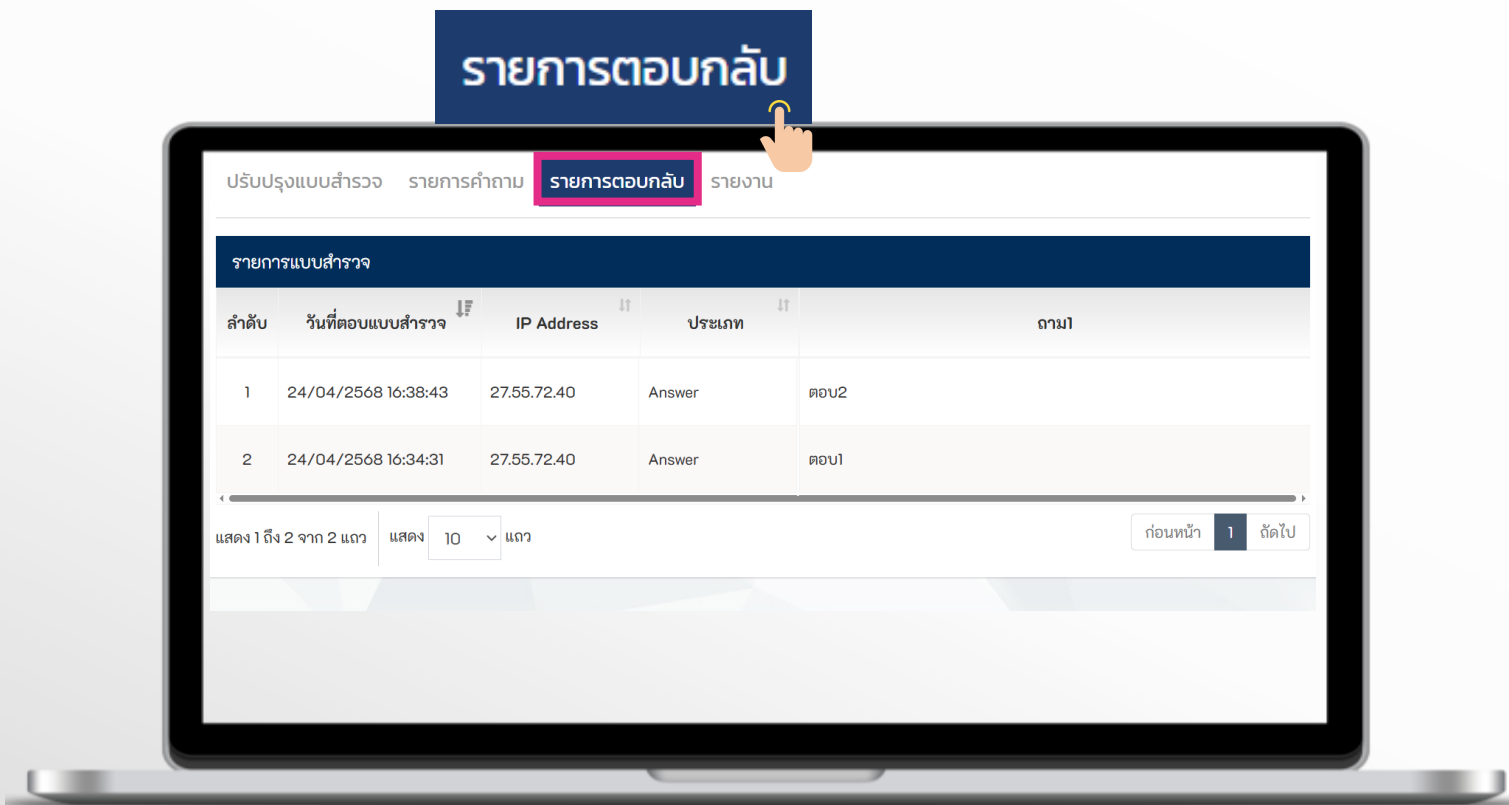 รายการตอบกลับ
ปรับปรุงแบบสำรวจ รายการคำถาม รายการตอบกลับ รายงาน
รายการแบบสำรวจ
ลำดับ วันที่ตอบแบบสำรวจ IP Address ประเภท ถาม1
1 24/04/2568 16:38:43 27.55.72.40 Answer ตอบ2
2 24/04/2568 16:34:31 27.55.72.40 Answer ตอบ1
แสดง 1 ถึง 2 จาก 2 แถว แสดง 10 แถว ก่อนหน้า 1 ถัดไป